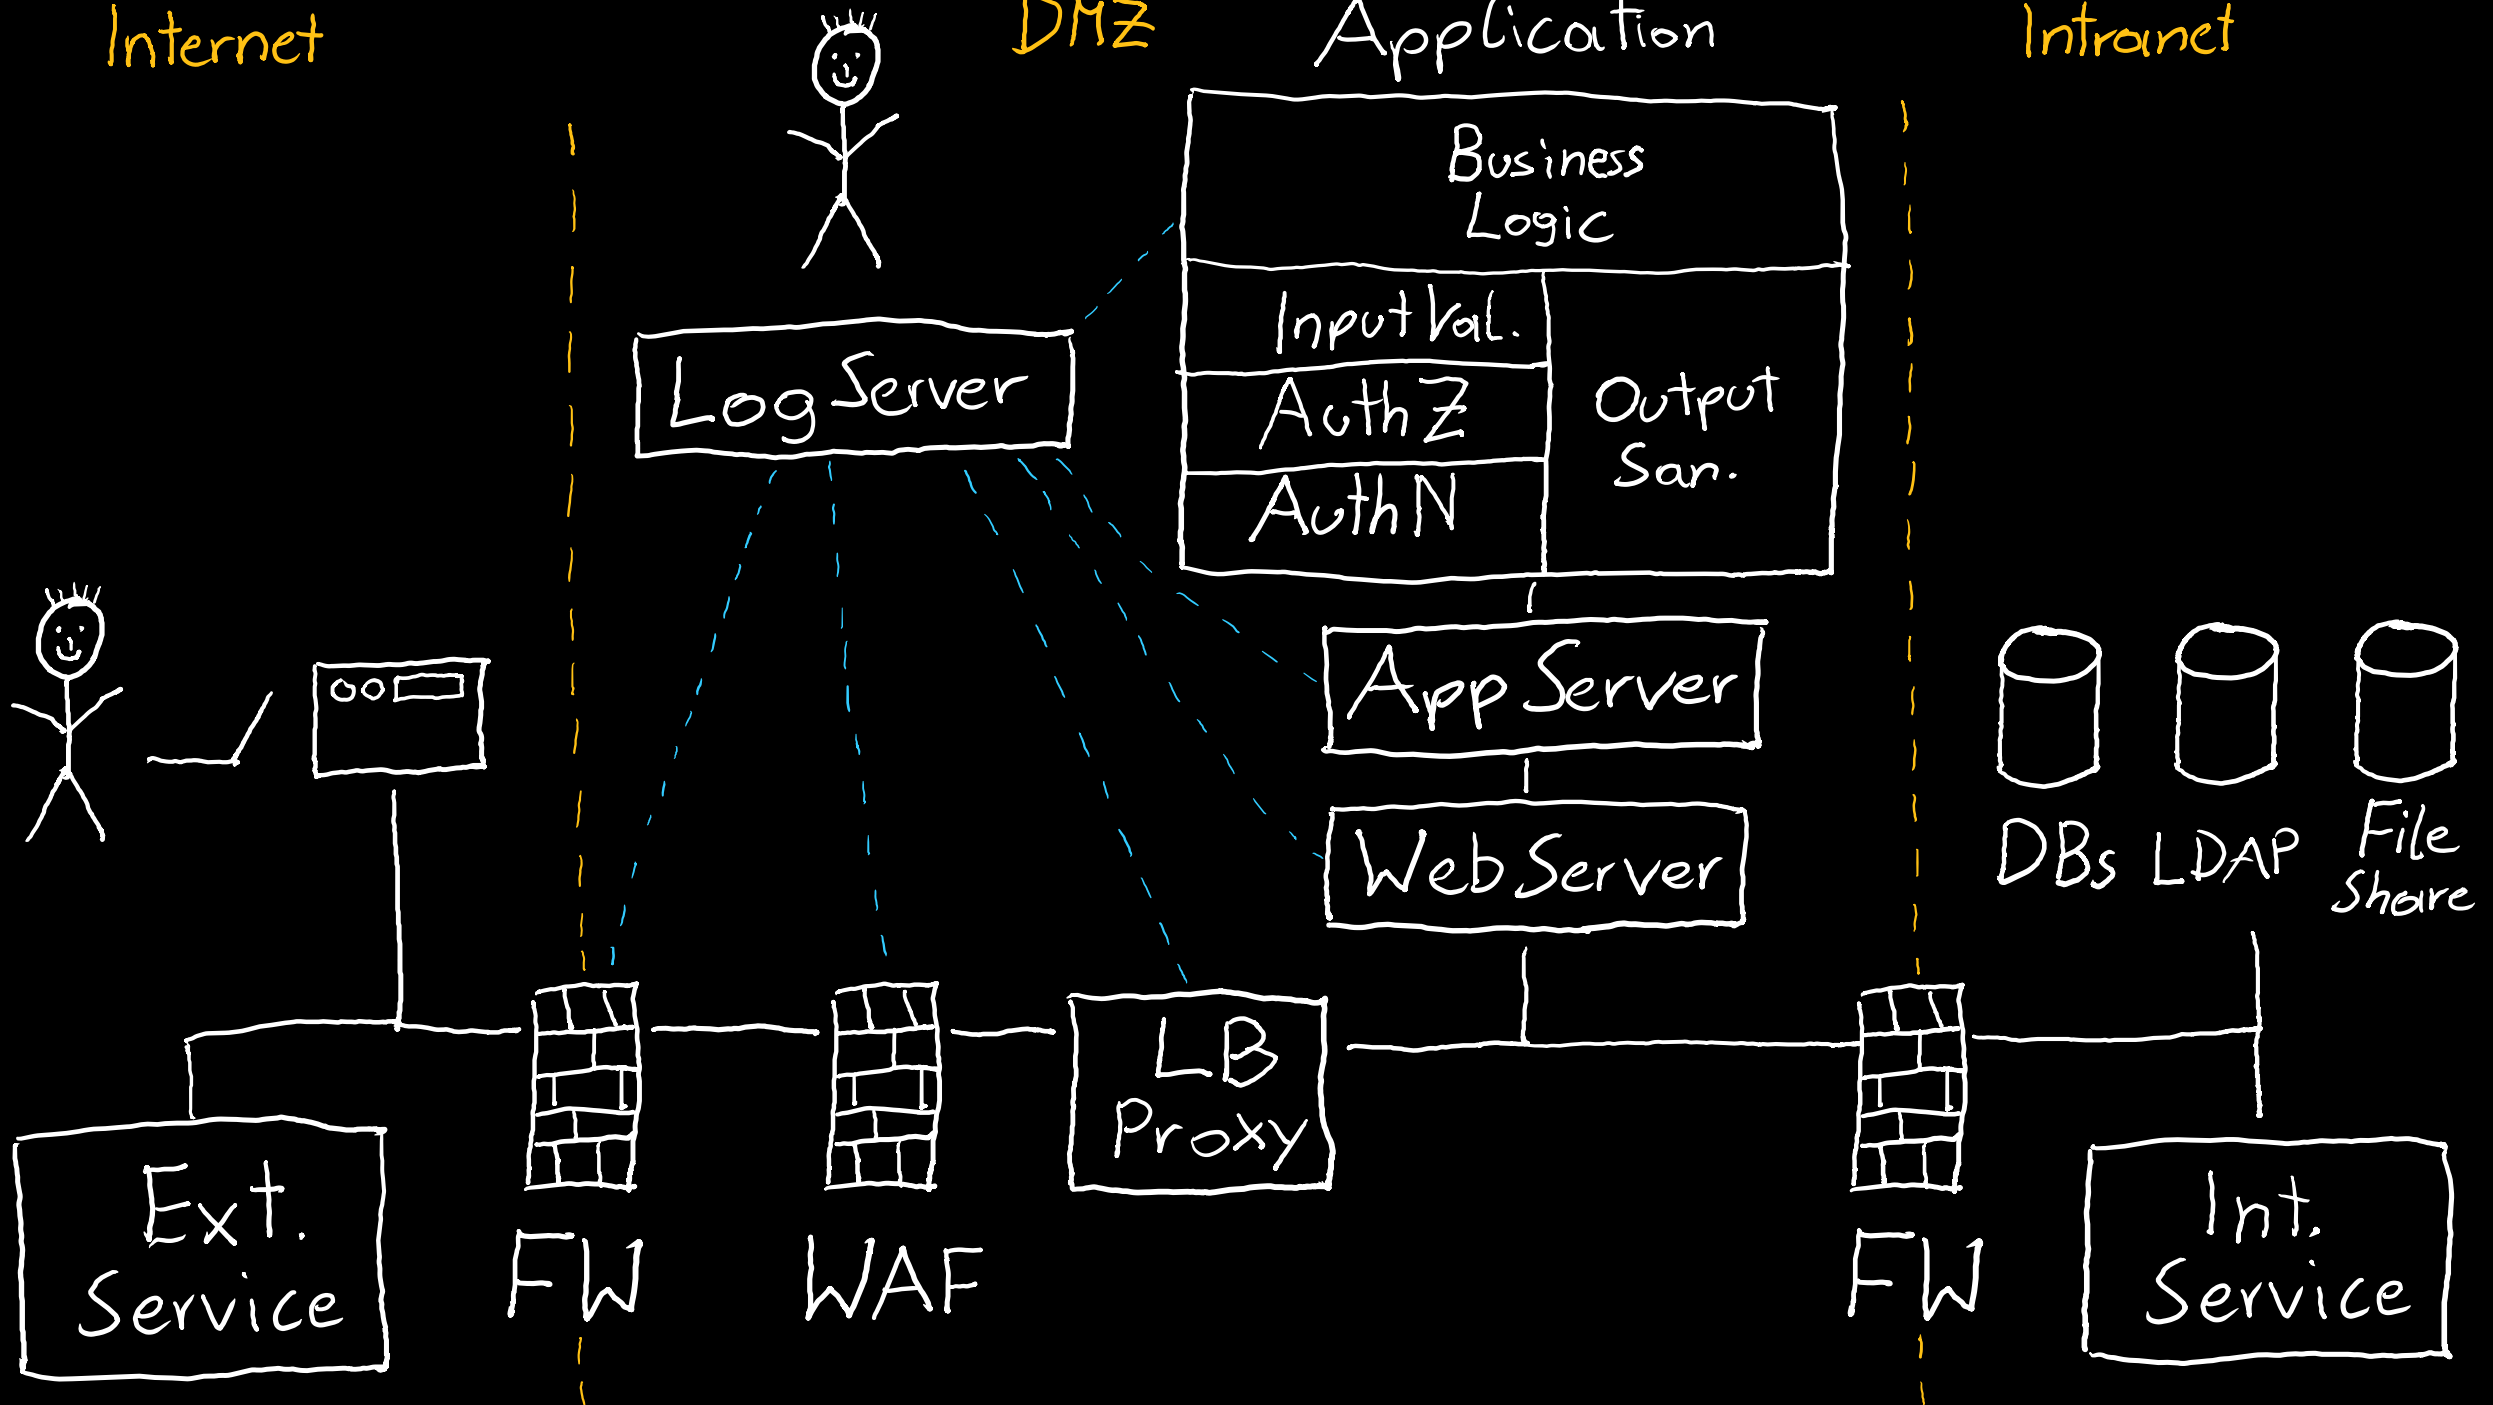 Internet
DMZ
Application
Intranet
Business
Logic
Input Val.
AuthZ
AuthN
Output
San.
Log Server
App Server
Web Server
DBs
LDAP
File
Share
LB
Proxy
Ext.
Service
FW
WAF
FW
Int.
Service